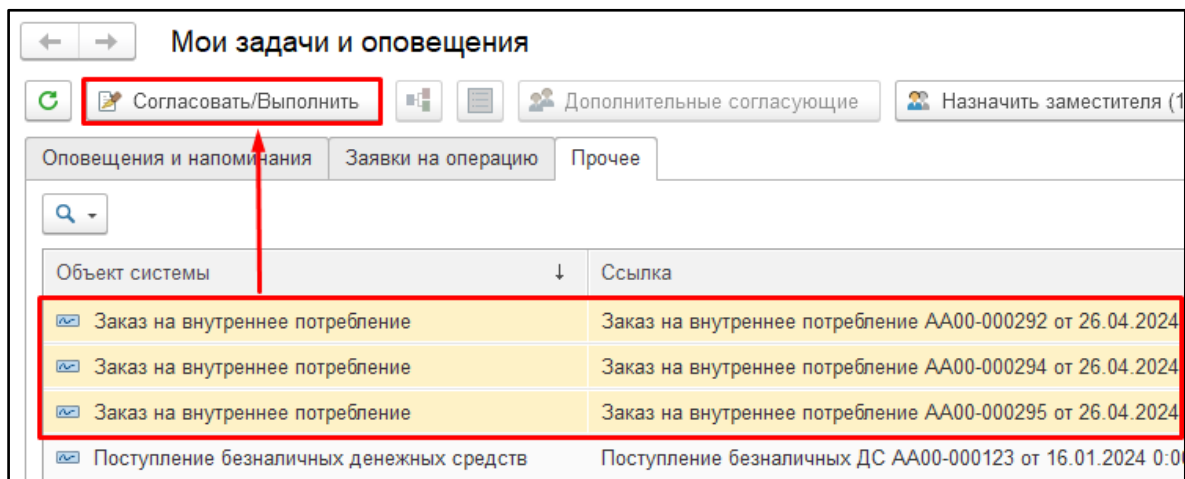 Мои задачи и оповещения
Согласовать/Выполнить Дополнительные согласующие Назначить заместителя (1
Оповещения и напоминания Заявки на операцию Прочее
Объект системы ↓ Ссылка
Заказ на внутреннее потребление Заказ на внутреннее потребление АА00-000292 от 26.04.2024
Заказ на внутреннее потребление Заказ на внутреннее потребление АА00-000294 от 26.04.2024
Заказ на внутреннее потребление Заказ на внутреннее потребление АА00-000295 от 26.04.2024
Поступление безналичных денежных средств Поступление безналичных ДС АА00-000123 от 16.01.2024 0:0